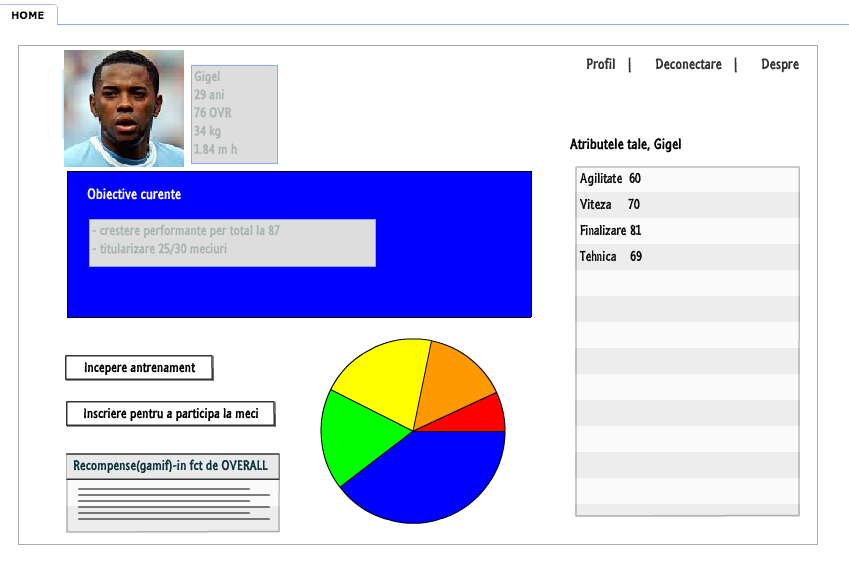 HOME
Profil | Deconectare | Despre
Gigel
29 ani
76 OVR
34 kg
1.84 m h
Atributele tale, Gigel
Agilitate 60
Viteza 70
Finalizare 81
Tehnica 69
Obiective curente
- crestere performante per total la 87
- titularizare 25/30 meciuri
Incepere antrenament
Inscriere pentru a participa la meci
Recompense(gamif)-in fct de OVERALL